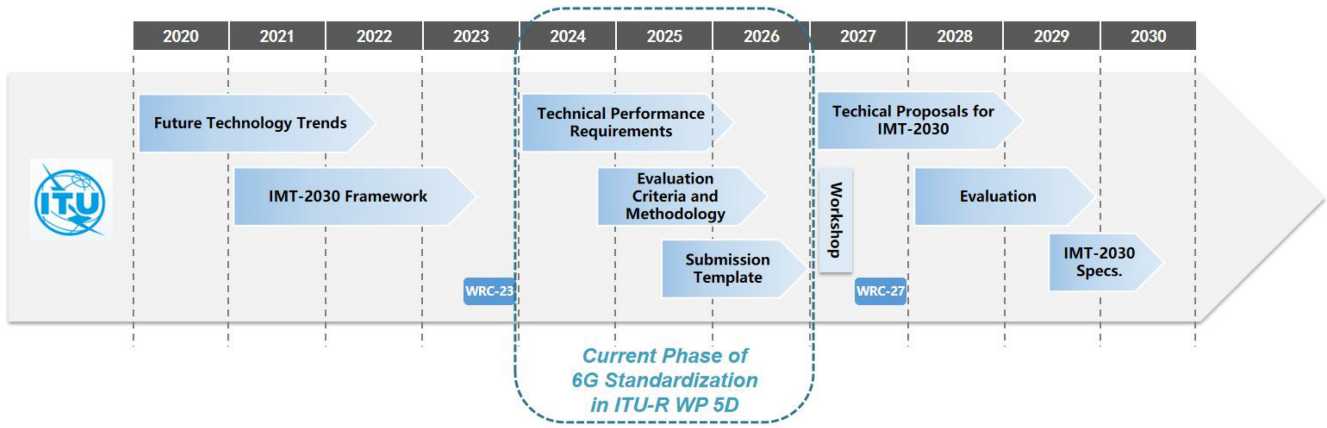 2020 2021 2022 2023 2024 2025 2026 2027 2028 2029 2030
Future Technology Trends
Technical Performance
Requirements
Techical Proposals for
IMT-2030
ITU
IMT-2030 Framework
Evaluation
Criteria and
Methodology
Workshop
Evaluation
Submission
Template
IMT-2030
Specs.
WRC-23
WRC-27
Current Phase of
6G Standardization
in ITU-R WP 5D